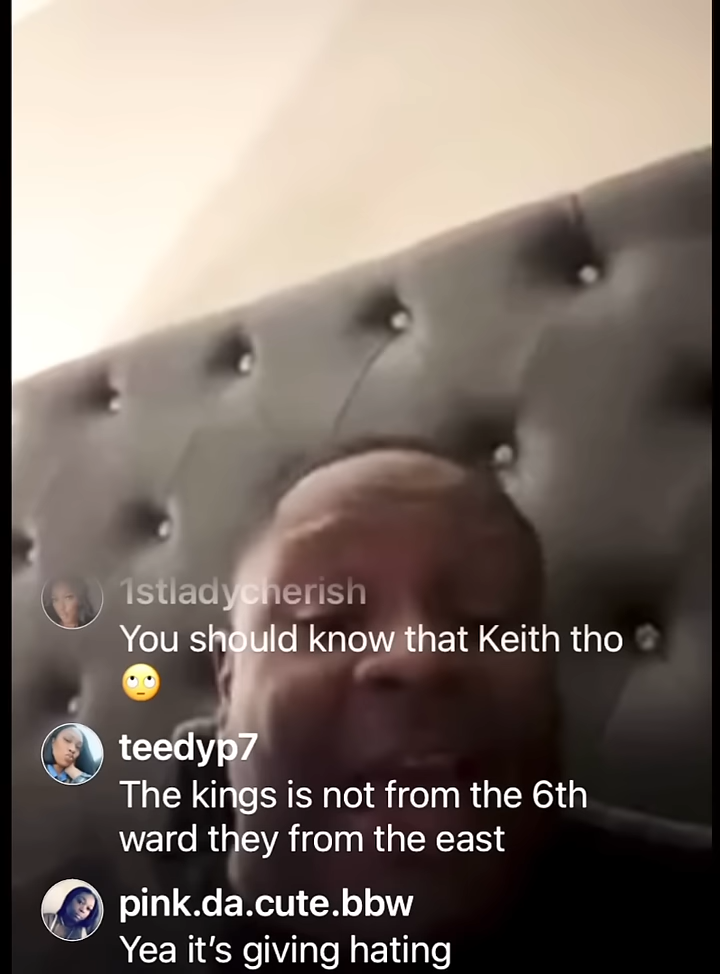 1stladycherish
You should know that Keith tho
🙄
teedyp7
The kings is not from the 6th
ward they from the east
pink.da.cute.bbw
Yea it's giving hating